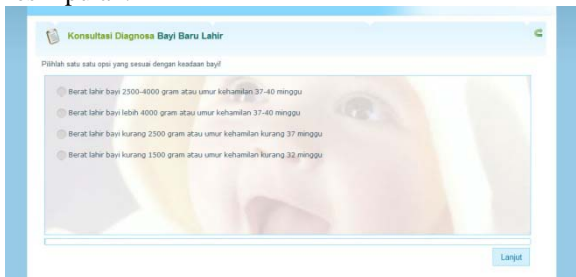 Konsultasi Diagnosa Bayi Baru Lahir
Pilihlah satu satu opsi yang sesuai dengan keadaan bayi!
Berat lahir bayi 2500-4000 gram atau umur kehamilan 37-40 minggu
Berat lahir bayi lebih 4000 gram atau umur kehamilan 37-40 minggu
Berat lahir bayi kurang 2500 gram atau umur kehamilan kurang 37 minggu
Berat lahir bayi kurang 1500 gram atau umur kehamilan kurang 32 minggu
Lanjut